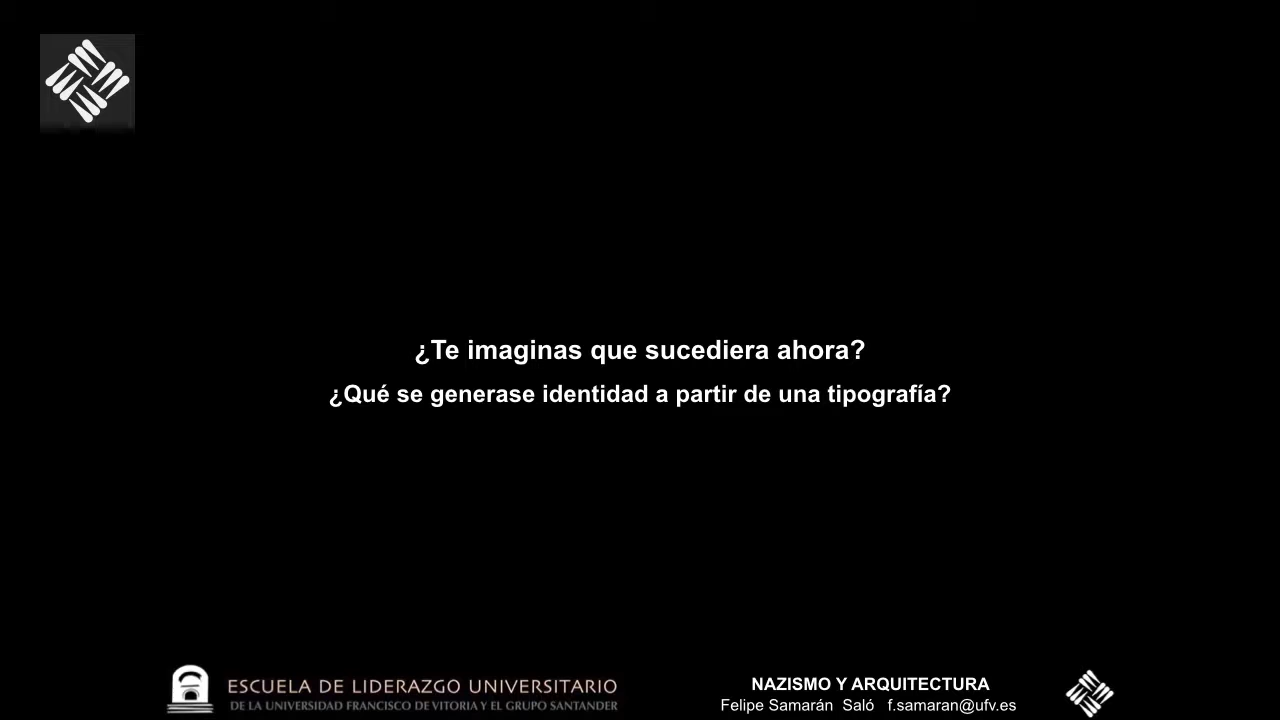 ¿Te imaginas que sucediera ahora?
¿Qué se generase identidad a partir de una tipografía?
ESCUELA DE LIDERAZGO UNIVERSITARIO
DE LA UNIVERSIDAD FRANCISCO DE VITORIA Y EL GRUPO SANTANDER
NAZISMO Y ARQUITECTURA
Felipe Samarán Saló f.samaran@ufv.es